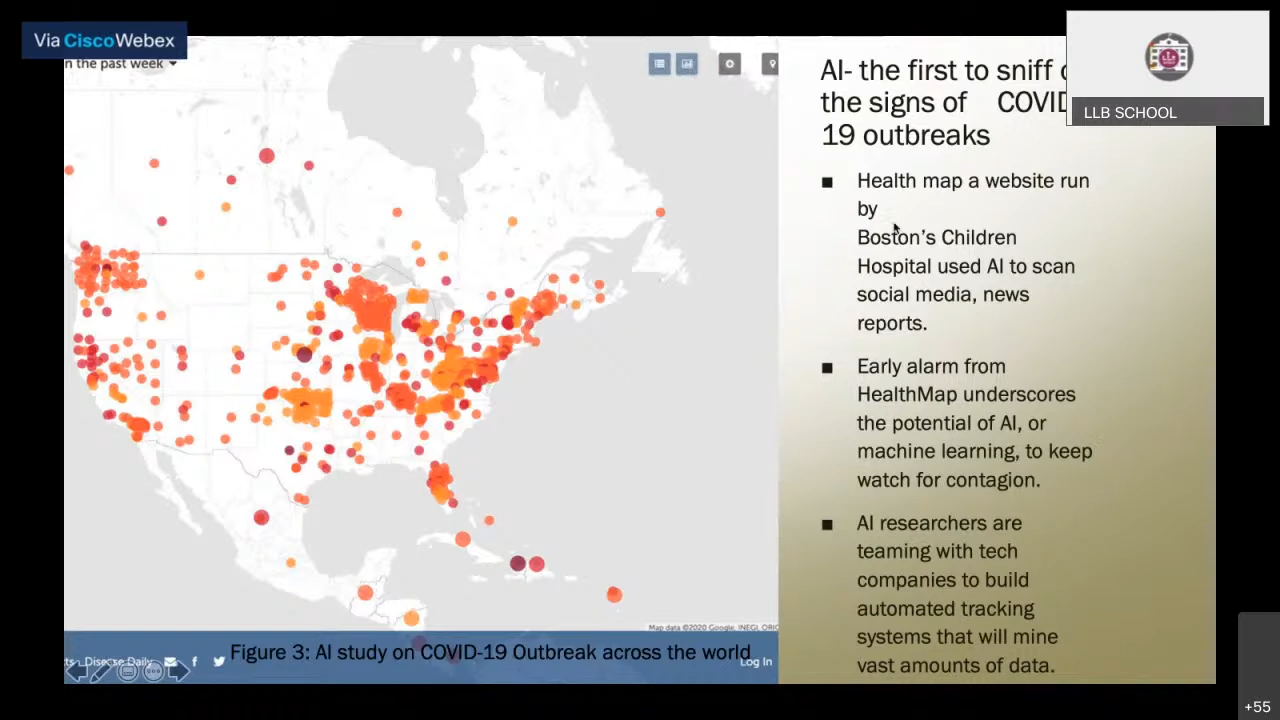 Via Cisco Webex
n the past week
AI- the first to sniff
the signs of COVID
19 outbreaks
LLB SCHOOL
■ Health map a website run
by
Boston's Children
Hospital used AI to scan
social media, news
reports.
■ Early alarm from
HealthMap underscores
the potential of AI, or
machine learning, to keep
watch for contagion.
■ AI researchers are
teaming with tech
companies to build
automated tracking
systems that will mine
vast amounts of data.
Map data ©2020 Google, INEGI,
Figure 3: AI study on COVID-19 Outbreak across the world
Disease Daily
Log In
+55